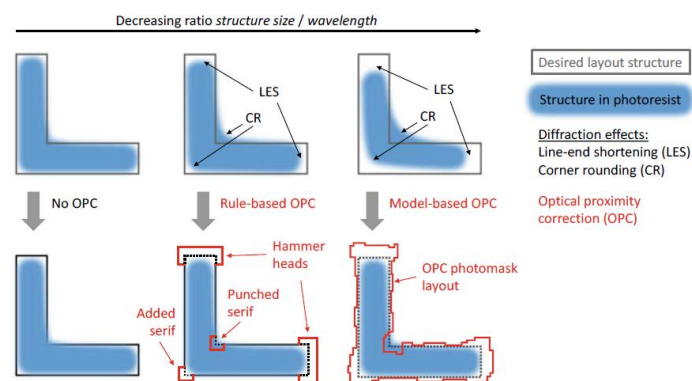 Decreasing ratio structure size / wavelength
LES
CR
LES
CR
Desired layout structure
Structure in photoresist
Diffraction effects:
Line-end shortening (LES)
Corner rounding (CR)
No OPC
Rule-based OPC
Model-based OPC
Optical proximity
correction (OPC)
Hammer
heads
Punched
serif
Added
serif
OPC photomask
layout